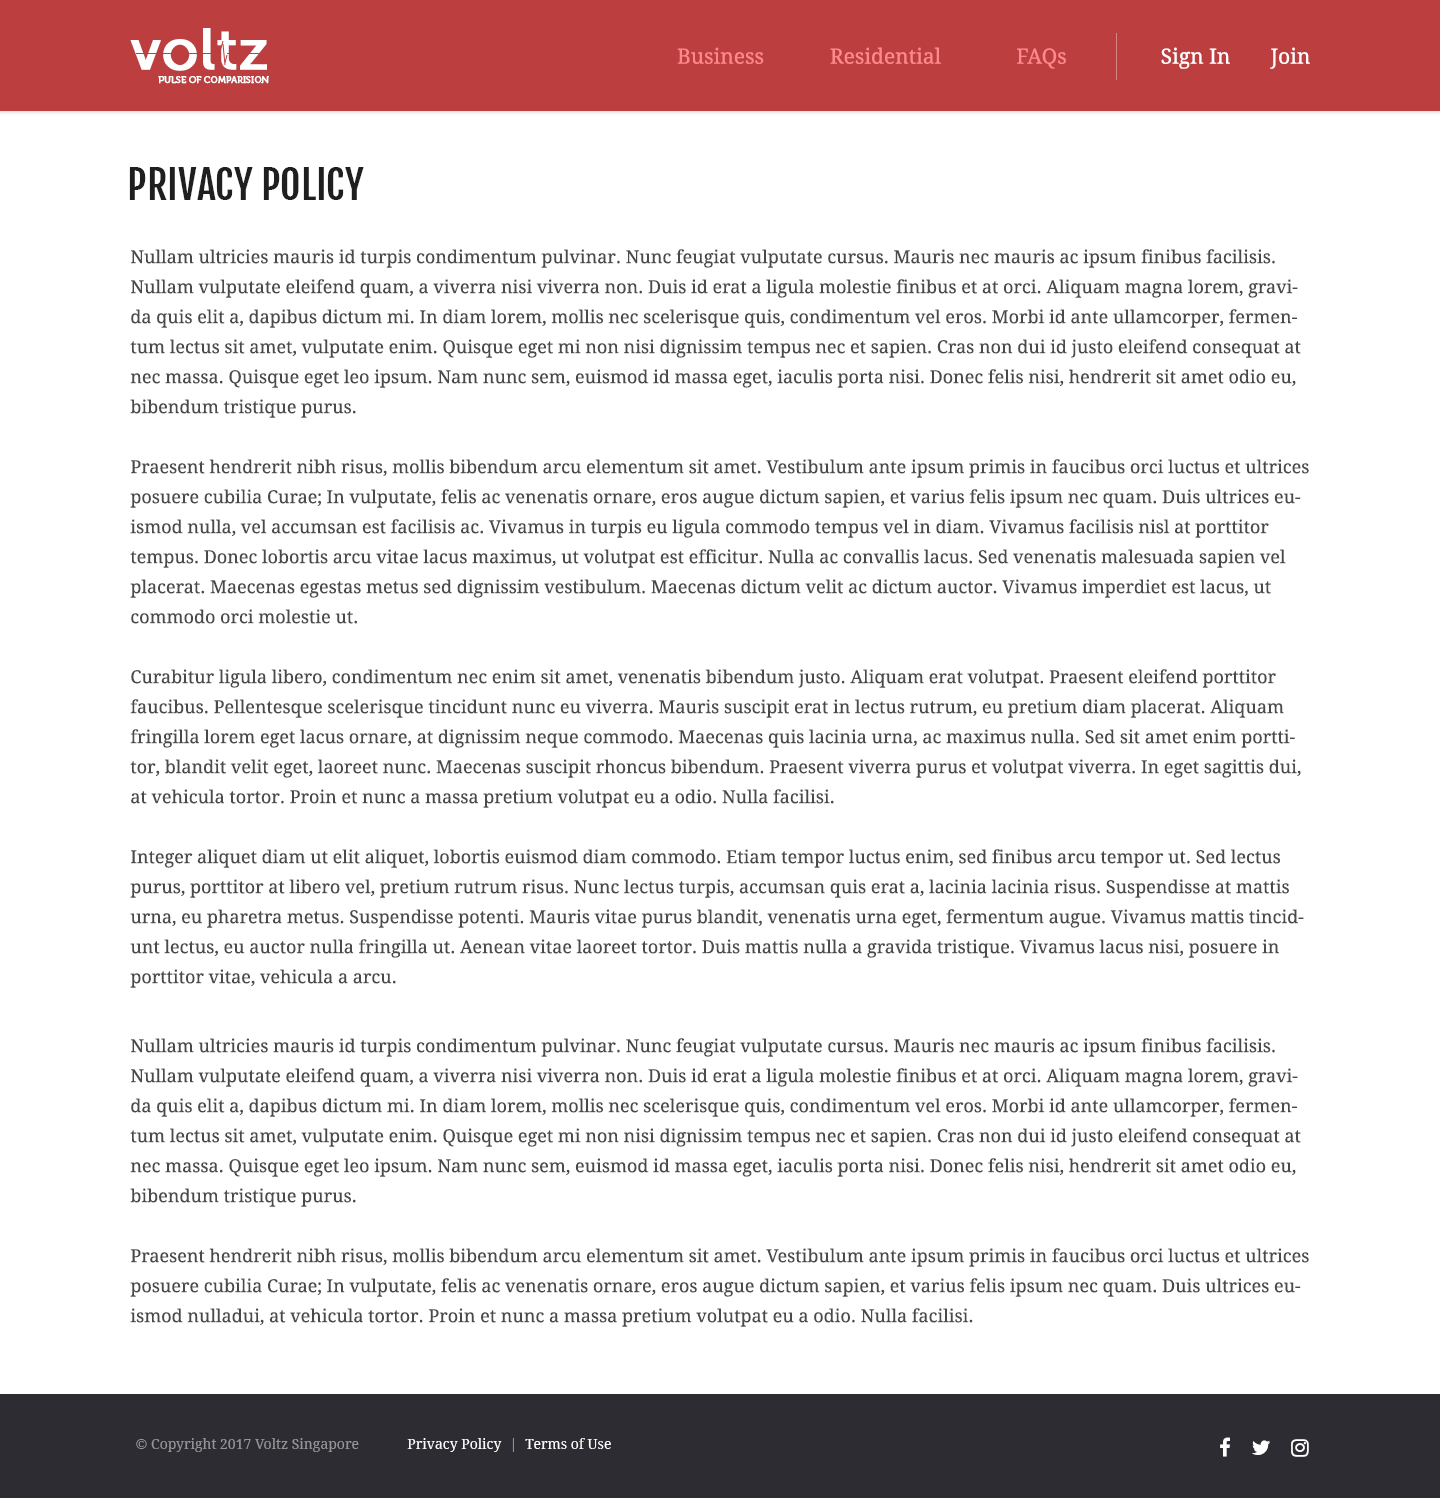 voltz
PULSE OF COMPARISION
Business Residential FAQs Sign In Join
PRIVACY POLICY
Nullam ultricies mauris id turpis condimentum pulvinar. Nunc feugiat vulputate cursus. Mauris nec mauris ac ipsum finibus facilisis.
Nullam vulputate eleifend quam, a viverra nisi viverra non. Duis id erat a ligula molestie finibus et at orci. Aliquam magna lorem, gravi-
da quis elit a, dapibus dictum mi. In diam lorem, mollis nec scelerisque quis, condimentum vel eros. Morbi id ante ullamcorper, fermen-
tum lectus sit amet, vulputate enim. Quisque eget mi non nisi dignissim tempus nec et sapien. Cras non dui id justo eleifend consequat at
nec massa. Quisque eget leo ipsum. Nam nunc sem, euismod id massa eget, iaculis porta nisi. Donec felis nisi, hendrerit sit amet odio eu,
bibendum tristique purus.
Praesent hendrerit nibh risus, mollis bibendum arcu elementum sit amet. Vestibulum ante ipsum primis in faucibus orci luctus et ultrices
posuere cubilia Curae; In vulputate, felis ac venenatis ornare, eros augue dictum sapien, et varius felis ipsum nec quam. Duis ultrices eu-
ismod nulla, vel accumsan est facilisis ac. Vivamus in turpis eu ligula commodo tempus vel in diam. Vivamus facilisis nisl at porttitor
tempus. Donec lobortis arcu vitae lacus maximus, ut volutpat est efficitur. Nulla ac convallis lacus. Sed venenatis malesuada sapien vel
placerat. Maecenas egestas metus sed dignissim vestibulum. Maecenas dictum velit ac dictum auctor. Vivamus imperdiet est lacus, ut
commodo orci molestie ut.
Curabitur ligula libero, condimentum nec enim sit amet, venenatis bibendum justo. Aliquam erat volutpat. Praesent eleifend porttitor
faucibus. Pellentesque scelerisque tincidunt nunc eu viverra. Mauris suscipit erat in lectus rutrum, eu pretium diam placerat. Aliquam
fringilla lorem eget lacus ornare, at dignissim neque commodo. Maecenas quis lacinia urna, ac maximus nulla. Sed sit amet enim portti-
tor, blandit velit eget, laoreet nunc. Maecenas suscipit rhoncus bibendum. Praesent viverra purus et volutpat viverra. In eget sagittis dui,
at vehicula tortor. Proin et nunc a massa pretium volutpat eu a odio. Nulla facilisi.
Integer aliquet diam ut elit aliquet, lobortis euismod diam commodo. Etiam tempor luctus enim, sed finibus arcu tempor ut. Sed lectus
purus, porttitor at libero vel, pretium rutrum risus. Nunc lectus turpis, accumsan quis erat a, lacinia lacinia risus. Suspendisse at mattis
urna, eu pharetra metus. Suspendisse potenti. Mauris vitae purus blandit, venenatis urna eget, fermentum augue. Vivamus mattis tincid-
unt lectus, eu auctor nulla fringilla ut. Aenean vitae laoreet tortor. Duis mattis nulla a gravida tristique. Vivamus lacus nisi, posuere in
porttitor vitae, vehicula a arcu.
Nullam ultricies mauris id turpis condimentum pulvinar. Nunc feugiat vulputate cursus. Mauris nec mauris ac ipsum finibus facilisis.
Nullam vulputate eleifend quam, a viverra nisi viverra non. Duis id erat a ligula molestie finibus et at orci. Aliquam magna lorem, gravi-
da quis elit a, dapibus dictum mi. In diam lorem, mollis nec scelerisque quis, condimentum vel eros. Morbi id ante ullamcorper, fermen-
tum lectus sit amet, vulputate enim. Quisque eget mi non nisi dignissim tempus nec et sapien. Cras non dui id justo eleifend consequat at
nec massa. Quisque eget leo ipsum. Nam nunc sem, euismod id massa eget, iaculis porta nisi. Donec felis nisi, hendrerit sit amet odio eu,
bibendum tristique purus.
Praesent hendrerit nibh risus, mollis bibendum arcu elementum sit amet. Vestibulum ante ipsum primis in faucibus orci luctus et ultrices
posuere cubilia Curae; In vulputate, felis ac venenatis ornare, eros augue dictum sapien, et varius felis ipsum nec quam. Duis ultrices eu-
ismod nulladui, at vehicula tortor. Proin et nunc a massa pretium volutpat eu a odio. Nulla facilisi.
© Copyright 2017 Voltz Singapore Privacy Policy | Terms of Use